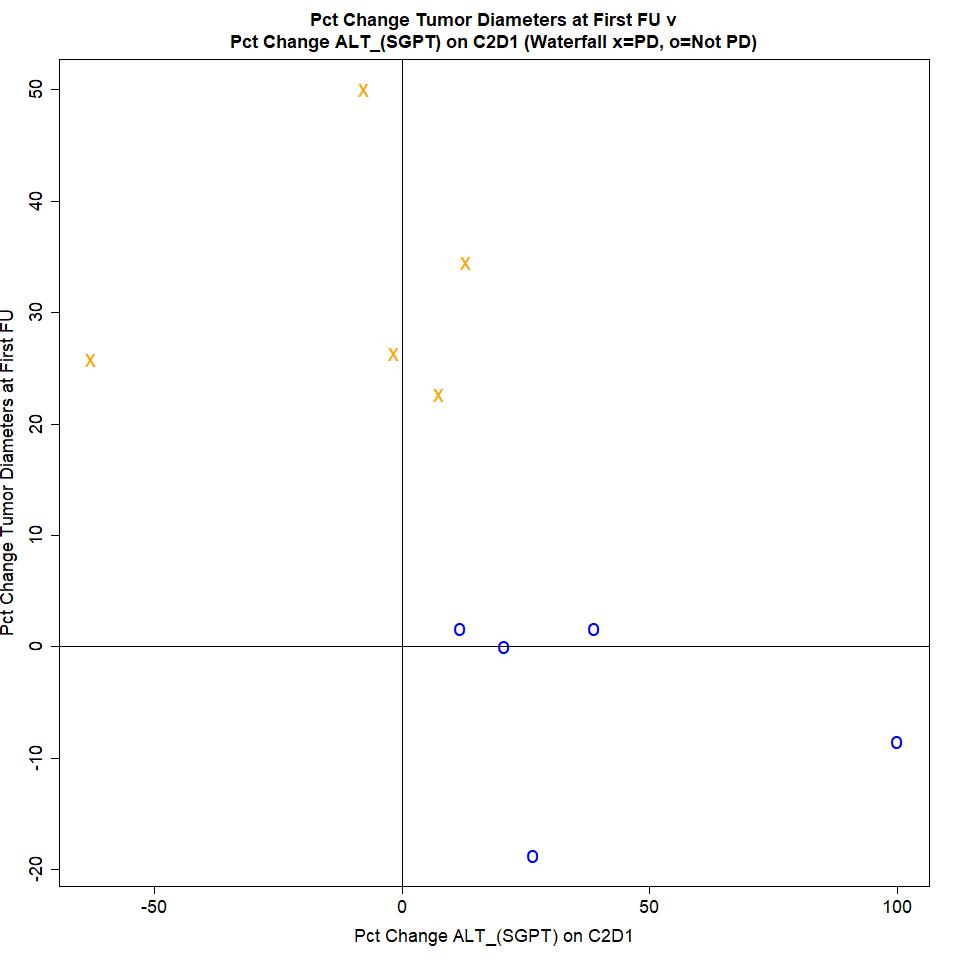 Pct Change Tumor Diameters at First FU v
Pct Change ALT_(SGPT) on C2D1 (Waterfall x=PD, o=Not PD)
Pct Change Tumor Diameters at First FU
50
40
30
20
10
0
-10
-20
X
X
X
X
X
O
O
O
O
O
-50
0
50
100
Pct Change ALT_(SGPT) on C2D1